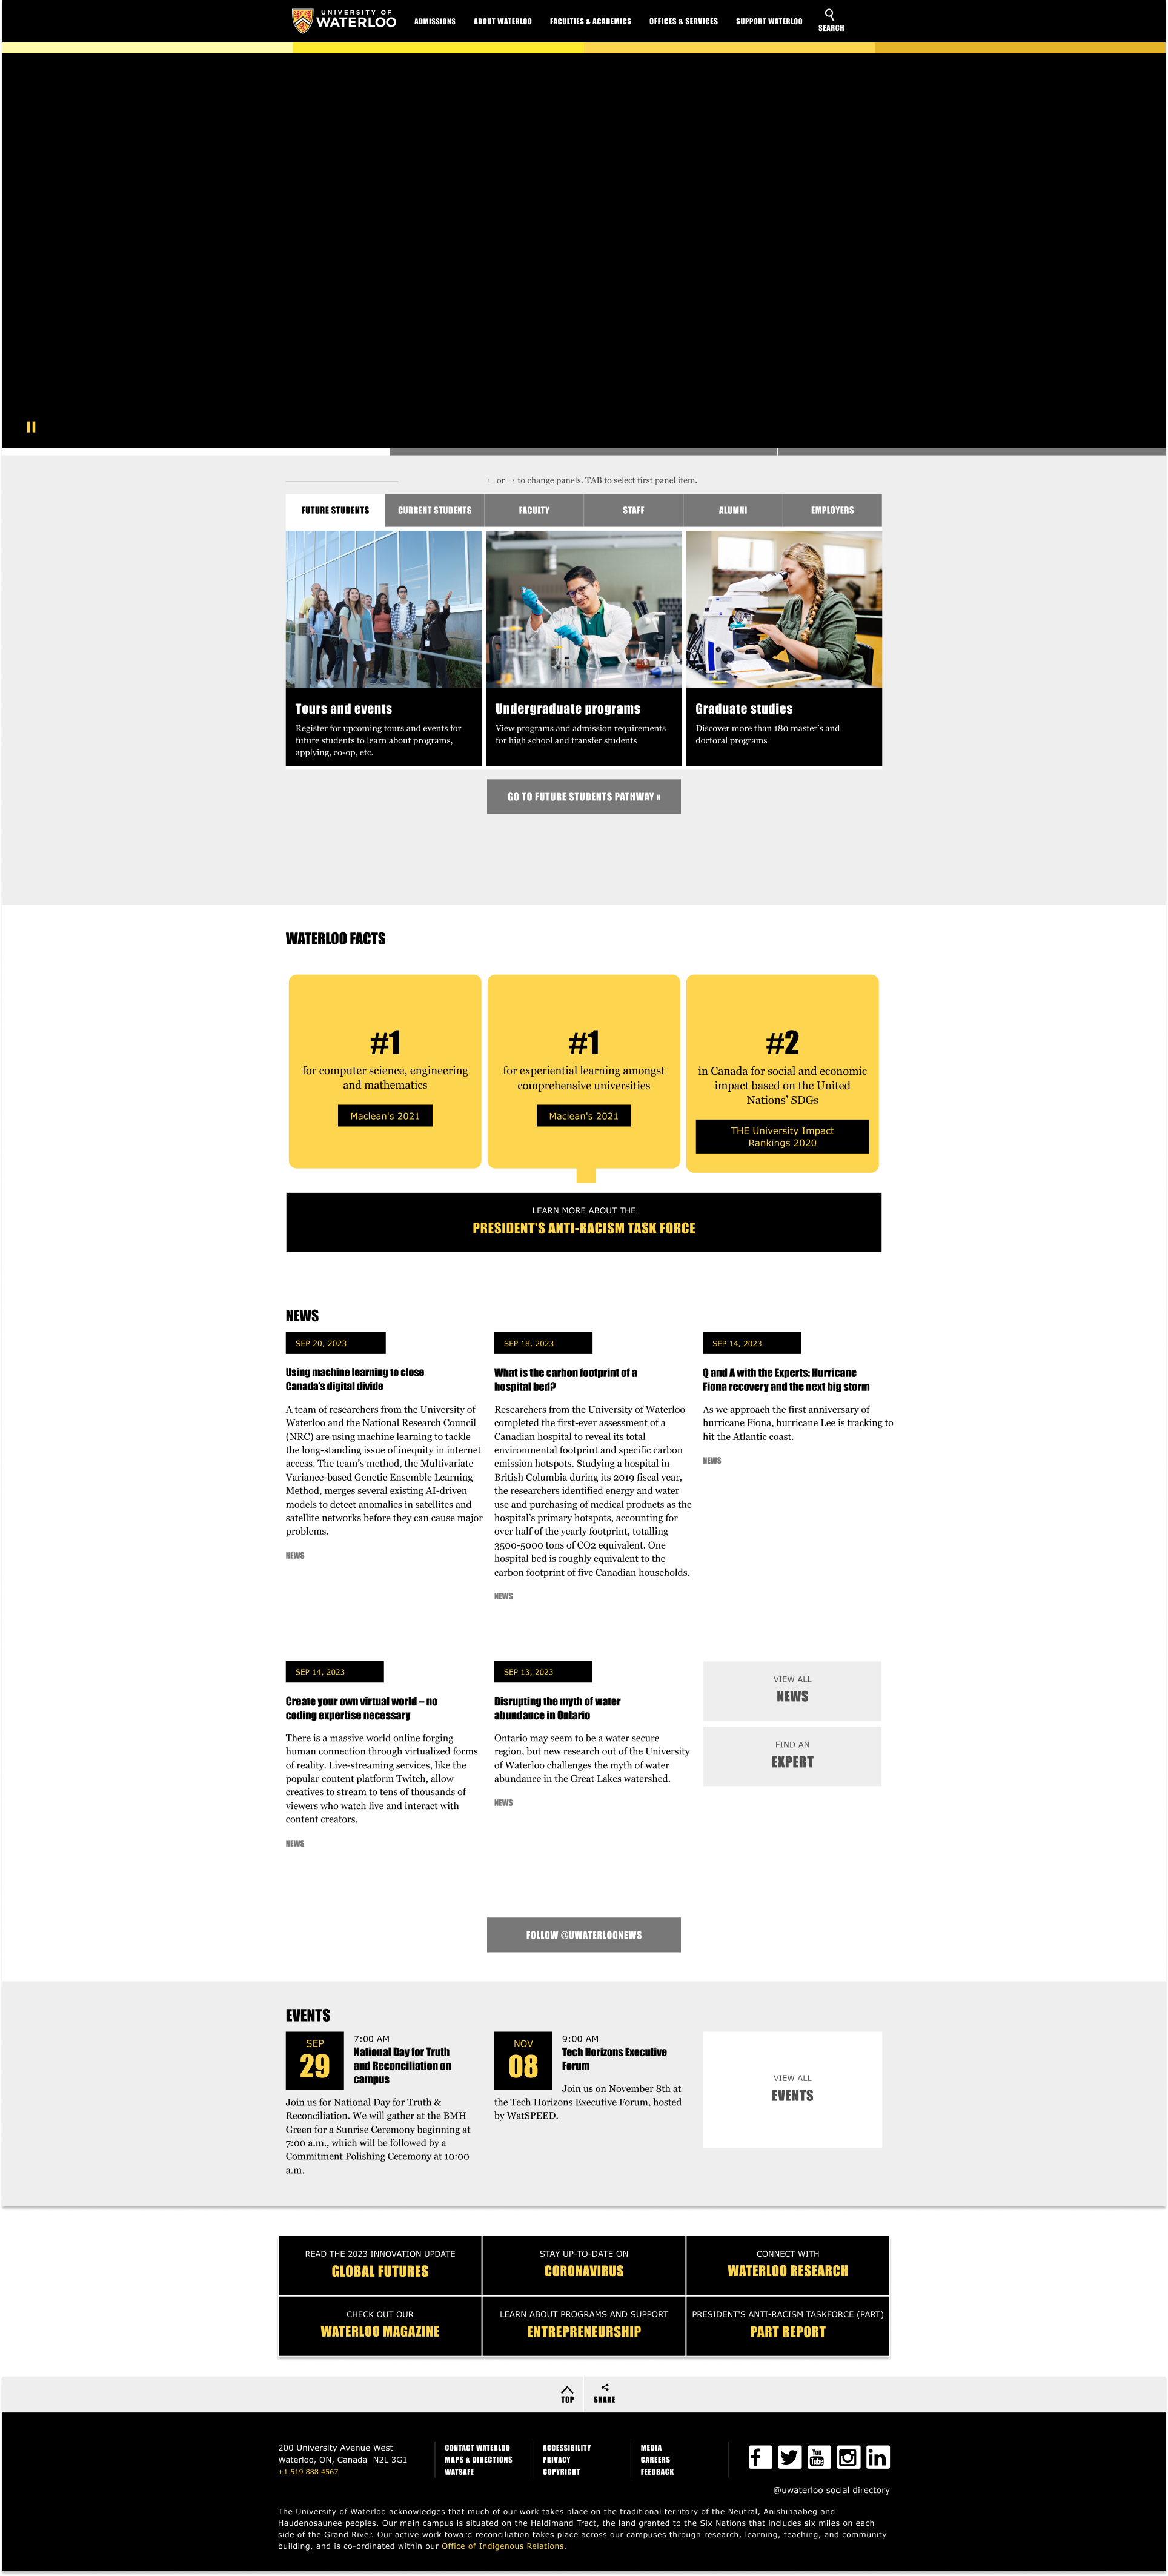 UNIVERSITY OF
WATERLOO
ADMISSIONS
ABOUT WATERLOO
FACULTIES & ACADEMICS
OFFICES & SERVICES
SUPPORT WATERLOO
SEARCH
← or → to change panels. TAB to select first panel item.
FUTURE STUDENTS
CURRENT STUDENTS
FACULTY
STAFF
ALUMNI
EMPLOYERS
Tours and events
Register for upcoming tours and events for
future students to learn about programs,
applying, co-op, etc.
Undergraduate programs
View programs and admission requirements
for high school and transfer students
Graduate studies
Discover more than 180 master's and
doctoral programs
GO TO FUTURE STUDENTS PATHWAY »
WATERLOO FACTS
#1
for computer science, engineering
and mathematics
Maclean's 2021
#1
for experiential learning amongst
comprehensive universities
Maclean's 2021
#2
in Canada for social and economic
impact based on the United
Nations' SDGs
THE University Impact
Rankings 2020
LEARN MORE ABOUT THE
PRESIDENT'S ANTI-RACISM TASK FORCE
NEWS
SEP 20, 2023
Using machine learning to close
Canada's digital divide
A team of researchers from the University of
Waterloo and the National Research Council
(NRC) are using machine learning to tackle
the long-standing issue of inequity in internet
access. The team's method, the Multivariate
Variance-based Genetic Ensemble Learning
Method, merges several existing AI-driven
models to detect anomalies in satellites and
satellite networks before they can cause major
problems.
NEWS
SEP 18, 2023
What is the carbon footprint of a
hospital bed?
Researchers from the University of Waterloo
completed the first-ever assessment of a
Canadian hospital to reveal its total
environmental footprint and specific carbon
emission hotspots. Studying a hospital in
British Columbia during its 2019 fiscal year,
the researchers identified energy and water
use and purchasing of medical products as the
hospital's primary hotspots, accounting for
over half of the yearly footprint, totalling
3500-5000 tons of CO2 equivalent. One
hospital bed is roughly equivalent to the
carbon footprint of five Canadian households.
NEWS
SEP 14, 2023
Q and A with the Experts: Hurricane
Fiona recovery and the next big storm
As we approach the first anniversary of
hurricane Fiona, hurricane Lee is tracking to
hit the Atlantic coast.
NEWS
SEP 14, 2023
Create your own virtual world – no
coding expertise necessary
There is a massive world online forging
human connection through virtualized forms
of reality. Live-streaming services, like the
popular content platform Twitch, allow
creatives to stream to tens of thousands of
viewers who watch live and interact with
content creators.
NEWS
SEP 13, 2023
Disrupting the myth of water
abundance in Ontario
Ontario may seem to be a water secure
region, but new research out of the University
of Waterloo challenges the myth of water
abundance in the Great Lakes watershed.
NEWS
VIEW ALL
NEWS
FIND AN
EXPERT
FOLLOW @UWATERLOONEWS
EVENTS
SEP
29
7:00 AM
National Day for Truth
and Reconciliation on
campus
Join us for National Day for Truth &
Reconciliation. We will gather at the BMH
Green for a Sunrise Ceremony beginning at
7:00 a.m., which will be followed by a
Commitment Polishing Ceremony at 10:00
a.m.
NOV
08
9:00 AM
Tech Horizons Executive
Forum
Join us on November 8th at
the Tech Horizons Executive Forum, hosted
by WatSPEED.
VIEW ALL
EVENTS
READ THE 2023 INNOVATION UPDATE
GLOBAL FUTURES
STAY UP-TO-DATE ON
CORONAVIRUS
CONNECT WITH
WATERLOO RESEARCH
CHECK OUT OUR
WATERLOO MAGAZINE
LEARN ABOUT PROGRAMS AND SUPPORT
ENTREPRENEURSHIP
PRESIDENT'S ANTI-RACISM TASKFORCE (PART)
PART REPORT
TOP
SHARE
200 University Avenue West
Waterloo, ON, Canada N2L 3G1
+1 519 888 4567
CONTACT WATERLOO
MAPS & DIRECTIONS
WATSAFE
ACCESSIBILITY
PRIVACY
COPYRIGHT
MEDIA
CAREERS
FEEDBACK
You
Tube
in
@uwaterloo social directory
The University of Waterloo acknowledges that much of our work takes place on the traditional territory of the Neutral, Anishinaabeg and
Haudenosaunee peoples. Our main campus is situated on the Haldimand Tract, the land granted to the Six Nations that includes six miles on each
side of the Grand River. Our active work toward reconciliation takes place across our campuses through research, learning, teaching, and community
building, and is co-ordinated within our Office of Indigenous Relations.